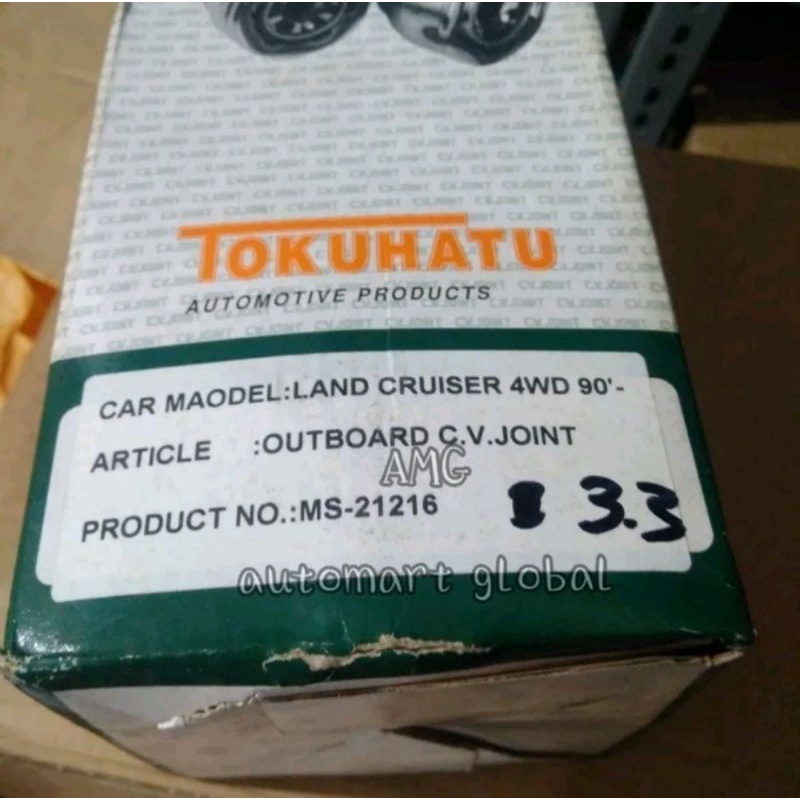 TOKUHATU
AUTOMOTIVE PRODUCTS
CAR MAODEL:LAND CRUISER 4WD 90'-
ARTICLE :OUTBOARD C.V.JOINT
AMG
PRODUCT NO.:MS-21216
3.3
automart global